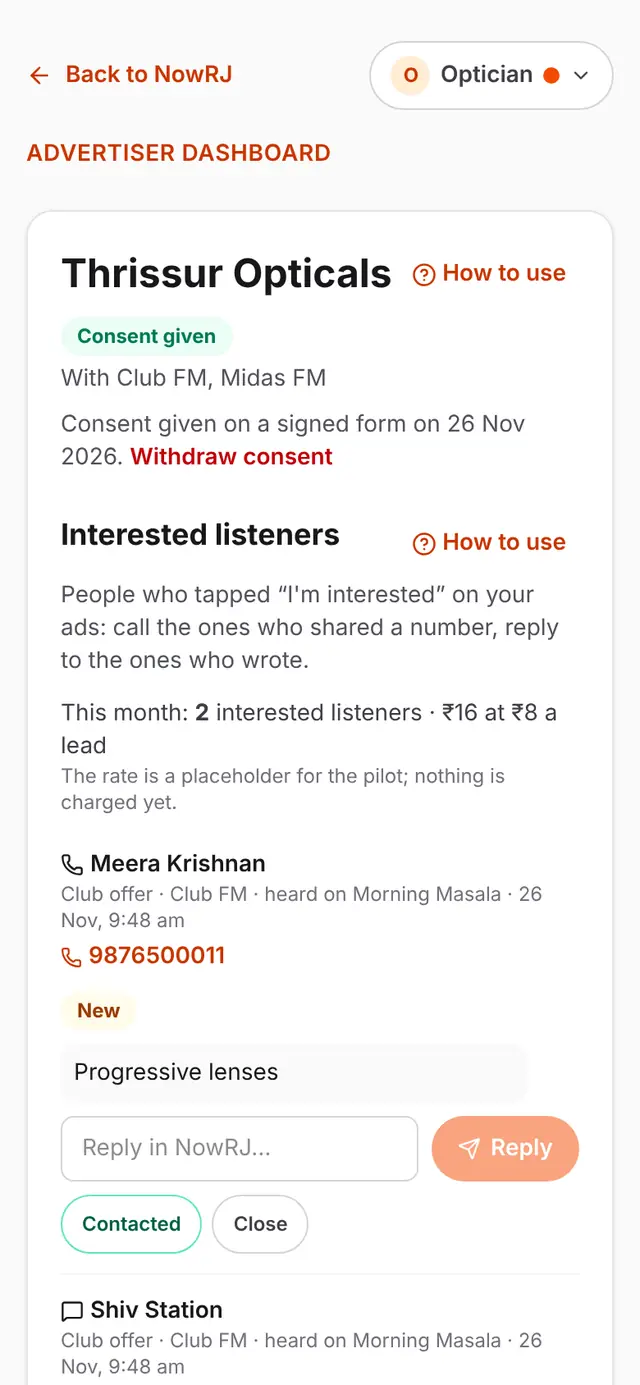 Back to NowRJ
O Optician
ADVERTISER DASHBOARD
Thrissur Opticals
How to use
Consent given
With Club FM, Midas FM
Consent given on a signed form on 26 Nov
2026. Withdraw consent
Interested listeners
How to use
People who tapped “I'm interested” on your
ads: call the ones who shared a number, reply
to the ones who wrote.
This month: 2 interested listeners · ₹16 at ₹8 a
lead
The rate is a placeholder for the pilot; nothing is
charged yet.
Meera Krishnan
Club offer · Club FM · heard on Morning Masala · 26
Nov, 9:48 am
9876500011
New
Progressive lenses
Reply in NowRJ...
Reply
Contacted
Close
Shiv Station
Club offer · Club FM · heard on Morning Masala · 26
Nov, 9:48 am